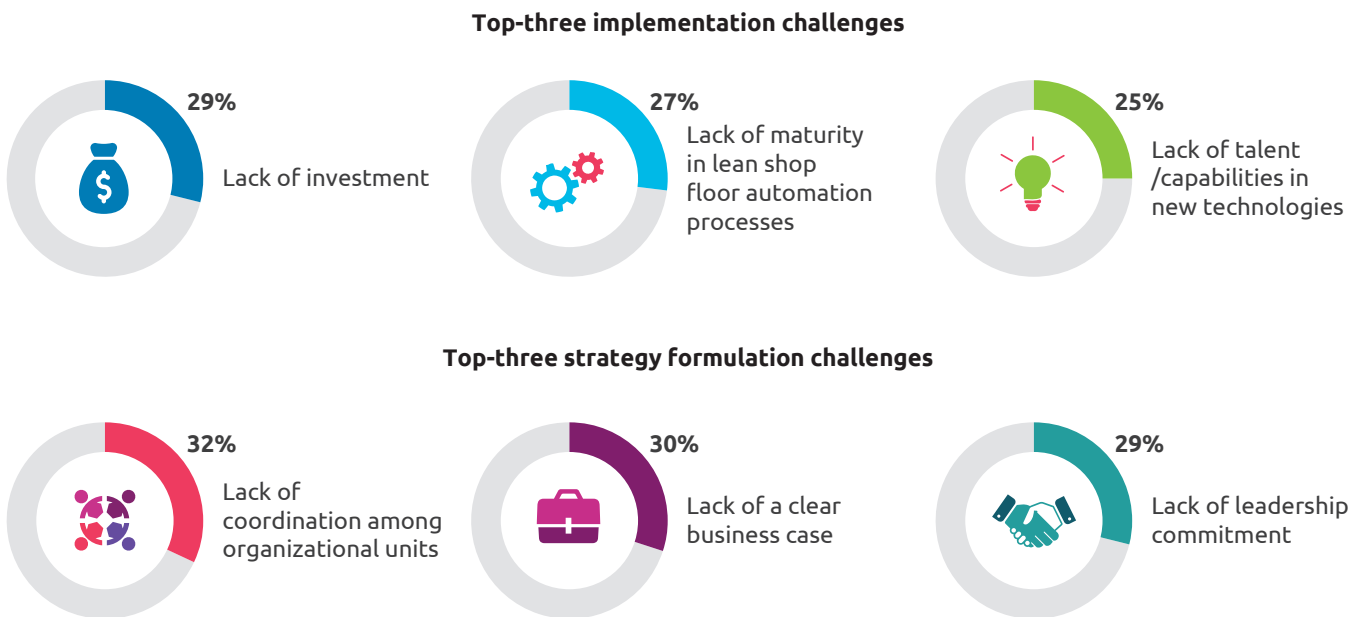 Top-three implementation challenges
29%
Lack of investment
27%
Lack of maturity
in lean shop
floor automation
processes
25%
Lack of talent
/capabilities in
new technologies
Top-three strategy formulation challenges
32%
Lack of
coordination among
organizational units
30%
Lack of a clear
business case
29%
Lack of leadership
commitment